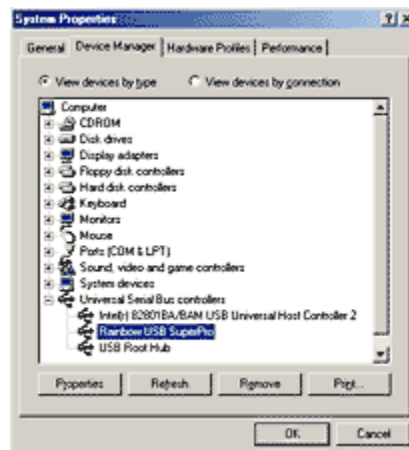 System Properties
General Device Manager Hardware Profiles Performance
View devices by type View devices by connection
Computer
CDROM
Disk drives
Display adapters
Floppy disk controllers
Hard disk controllers
Keyboard
Monitors
Mouse
Ports (COM & LPT)
Sound, video and game controllers
System devices
Universal Serial Bus controllers
Intel(r) 82801BA/BAM USB Universal Host Controller 2
Rainbow USB SuperPro
USB Root Hub
Properties Refresh Remove Print...
OK Cancel